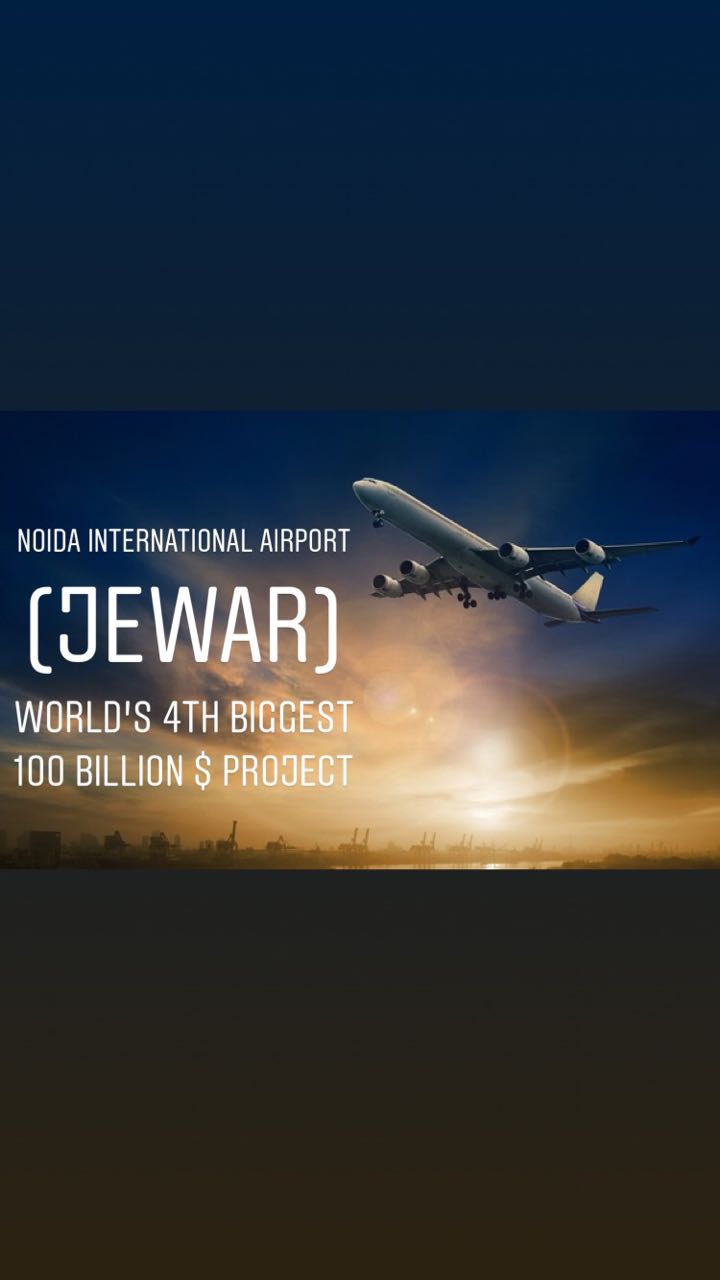 NOIDA INTERNATIONAL AIRPORT
(JEWAR)
WORLD'S 4TH BIGGEST
100 BILLION $ PROJECT